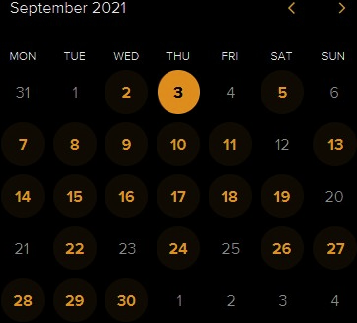 September 2021 < >
MON TUE WED THU FRI SAT SUN
31 1 2 3 4 5 6
7 8 9 10 11 12 13
14 15 16 17 18 19 20
21 22 23 24 25 26 27
28 29 30 1 2 3 4